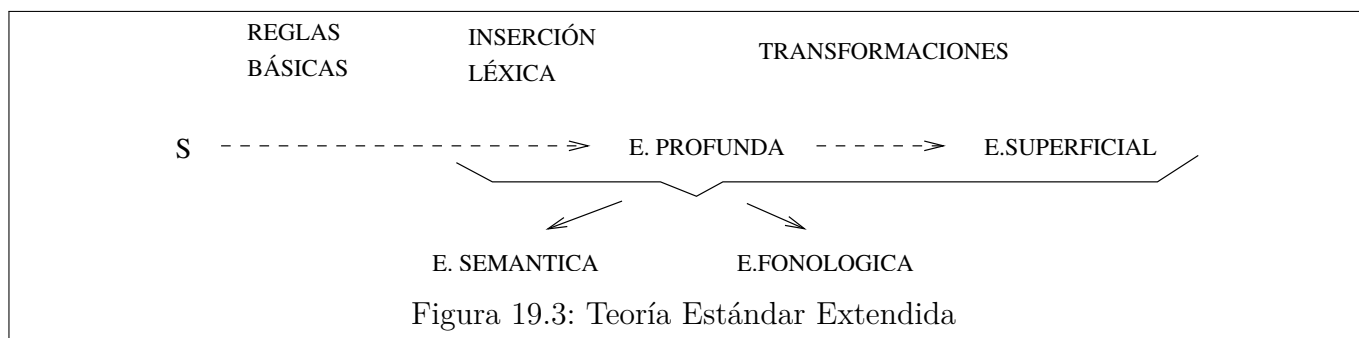 REGLAS
BÁSICAS
INSERCIÓN
LÉXICA
TRANSFORMACIONES
S E. PROFUNDA E.SUPERFICIAL
E. SEMANTICA E.FONOLOGICA
Figura 19.3: Teoría Estándar Extendida